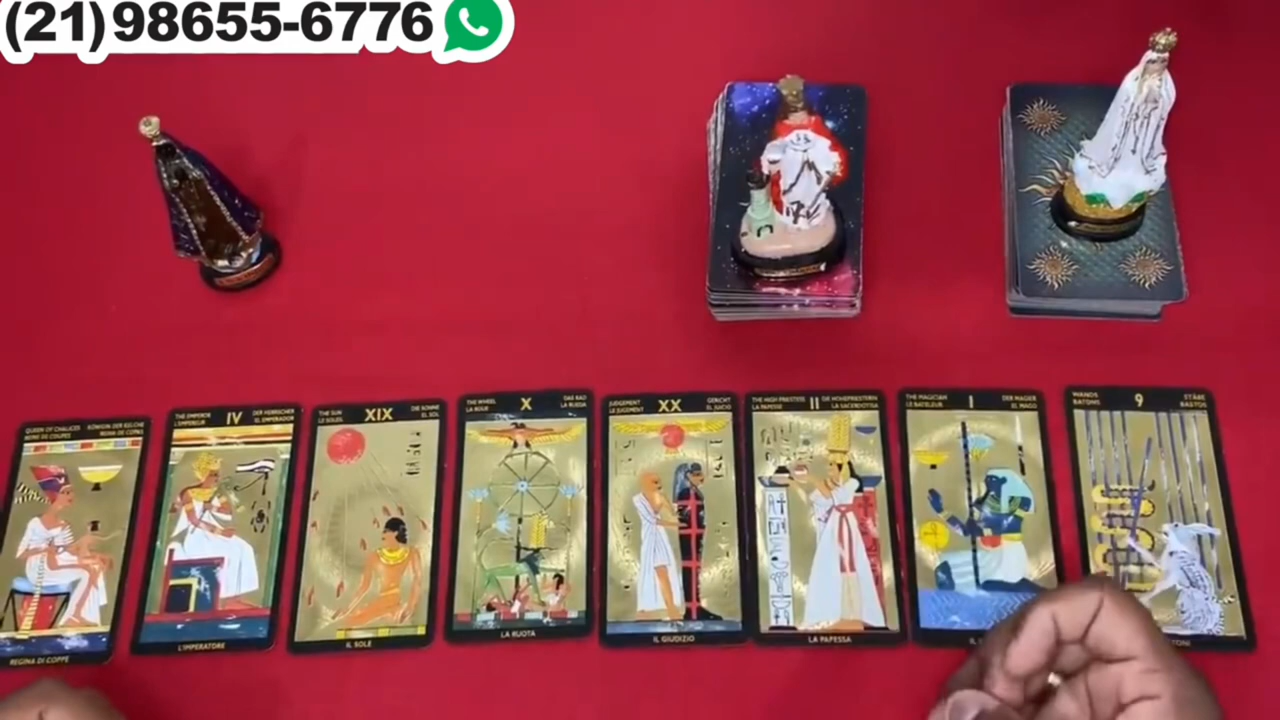 (21)98655-6776
QUEEN OF CHALICES
REINE DE COUPES
KÖNIGIN DER KELCHE
REINA DE COPAS
REGINA DI COPPE
THE EMPEROR
L'EMPEREUR
IV
DER HERRSCHER
EL EMPERADOR
L'IMPERATORE
THE SUN
LE SOLEIL
XIX
DIE SONNE
EL SOL
IL SOLE
THE WHEEL
LA ROUE
X
DAS RAD
LA RUEDA
LA RUOTA
JUDGEMENT
LE JUGEMENT
XX
GERICHT
EL JUICIO
IL GIUDIZIO
THE HIGH PRIESTESS
LA PAPESSE
II
DIE HOHEPRIESTERIN
LA SACERDOTISA
LA PAPESSA
THE MAGICIAN
LE BATELEUR
I
DER MAGIER
EL MAGO
WANDS
BATONS
9
STÄBE
BASTOS